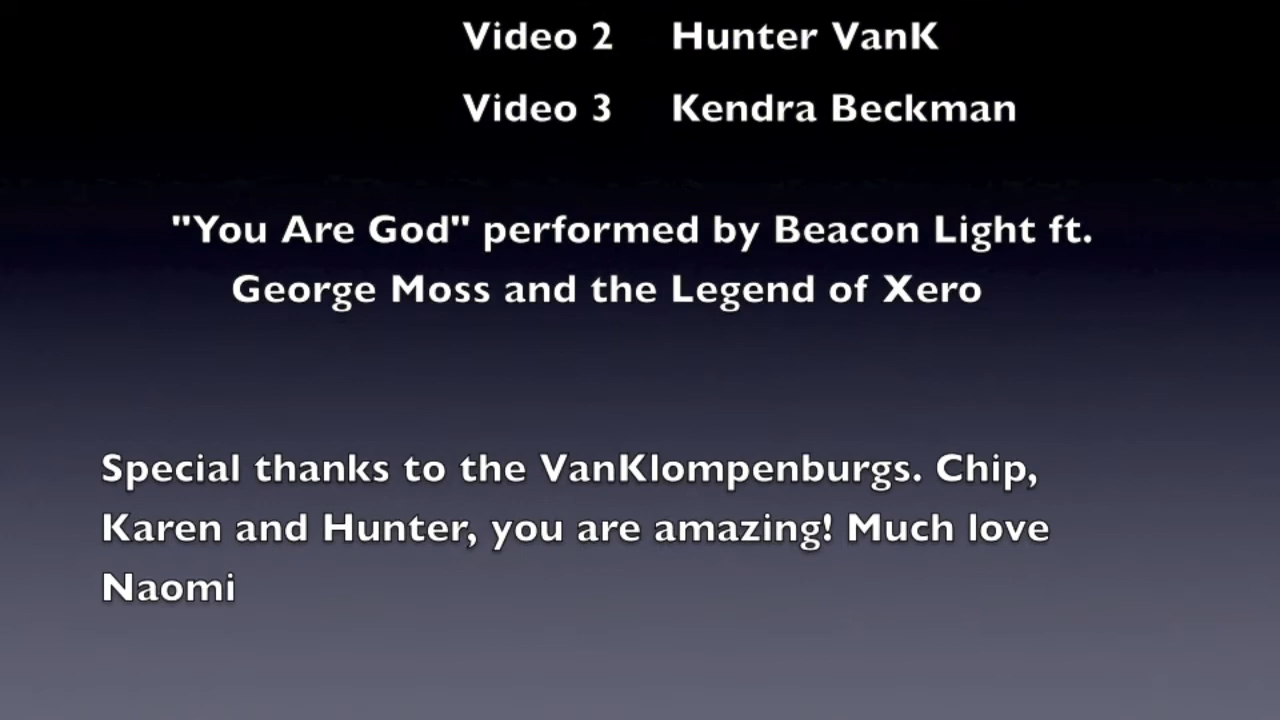 Video 2 Hunter VanK
Video 3 Kendra Beckman
"You Are God" performed by Beacon Light ft.
George Moss and the Legend of Xero
Special thanks to the VanKlompenburgs. Chip,
Karen and Hunter, you are amazing! Much love
Naomi